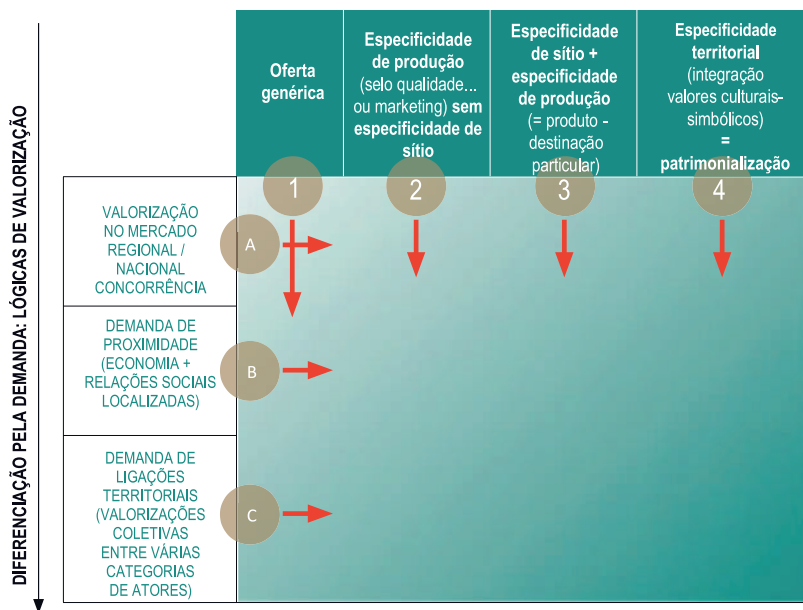 DIFERENCIAÇÃO PELA DEMANDA: LÓGICAS DE VALORIZAÇÃO
Oferta
genérica
Especificidade
de produção
(selo qualidade...
ou marketing) sem
especificidade de
sítio
Especificidade
de sítio +
especificidade
de produção
(= produto -
destinação
particular)
Especificidade
territorial
(integração
valores culturais-
simbólicos)
=
patrimonialização
1
2
3
4
VALORIZAÇÃO
NO MERCADO
REGIONAL /
NACIONAL
CONCORRÊNCIA
A
DEMANDA DE
PROXIMIDADE
(ECONOMIA +
RELAÇÕES SOCIAIS
LOCALIZADAS)
B
DEMANDA DE
LIGAÇÕES
TERRITORIAIS
(VALORIZAÇÕES
COLETIVAS
ENTRE VÁRIAS
CATEGORIAS
DE ATORES)
C